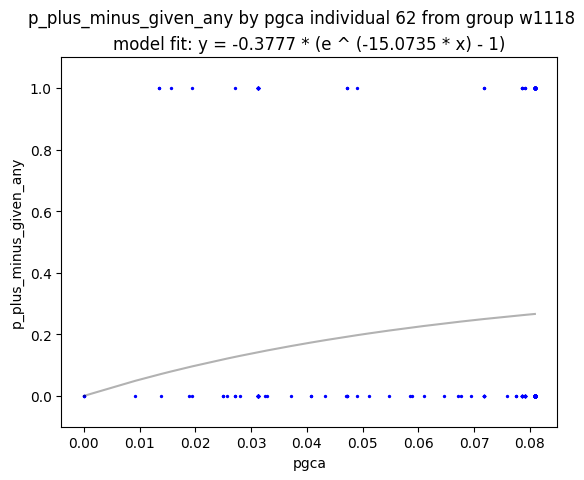 p_plus_minus_given_any by pgca individual 62 from group w1118
model fit: y = -0.3777 * (e ^ (-15.0735 * x) - 1)
1.0
0.8
0.6
0.4
0.2
0.0
p_plus_minus_given_any
0.00 0.01 0.02 0.03 0.04 0.05 0.06 0.07 0.08
pgca